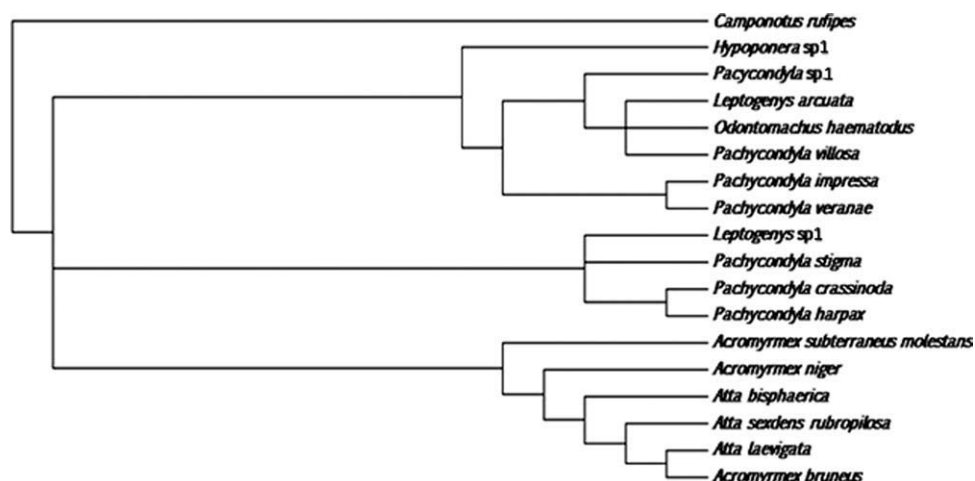 Camponotus rufipes
Hypoponera sp1
Pacycondyla sp1
Leptogenys arcuata
Odontomachus haematodus
Pachycondyla villosa
Pachycondyla impressa
Pachycondyla veranae
Leptogenys sp1
Pachycondyla stigma
Pachycondyla crassinoda
Pachycondyla harpax
Acromyrmex subterraneus molestans
Acromyrmex niger
Atta bisphaerica
Atta sexdens rubropilosa
Atta laevigata
Acromyrmex bruneus